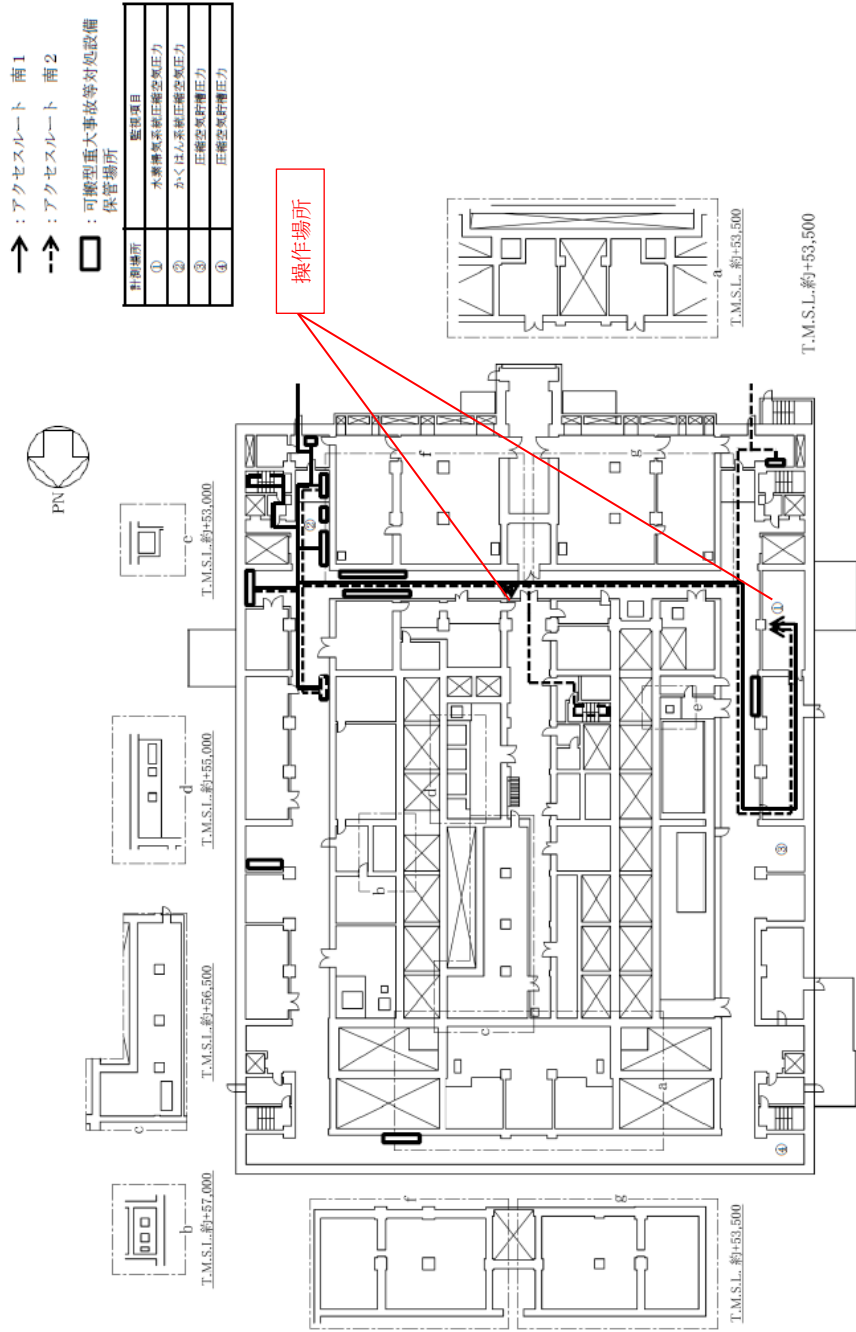 ：アクセスルート　南１
：アクセスルート　南２
：可搬型重大事故等対処設備
保管場所
計測場所 監視項目
① 水素掃気系統圧縮空気圧力
② かくはん系統圧縮空気圧力
③ 圧縮空気貯槽圧力
④ 圧縮空気貯槽圧力
操作場所
PN
b
T.M.S.L.約+57,000
c
T.M.S.L.約+56,500
d
T.M.S.L.約+55,000
e
T.M.S.L.約+53,000
f
g
T.M.S.L.約+53,500
a
T.M.S.L.約+53,500
T.M.S.L.約+53,500
②
①
③
④
a
b
c
d
e
f
g